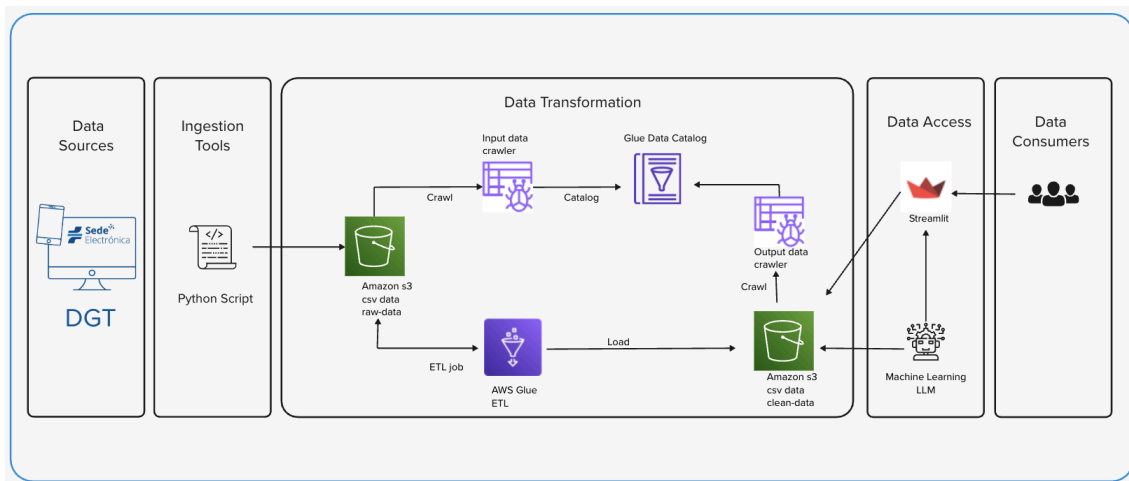 Data
Sources
Sede
Electrónica
DGT
Ingestion
Tools
</>
Python Script
Data Transformation
Input data
crawler
Glue Data Catalog
Crawl
Catalog
Amazon s3
csv data
raw-data
Output data
crawler
Crawl
ETL job
AWS Glue
ETL
Load
Amazon s3
csv data
clean-data
Data Access
Streamlit
Machine Learning
LLM
Data
Consumers